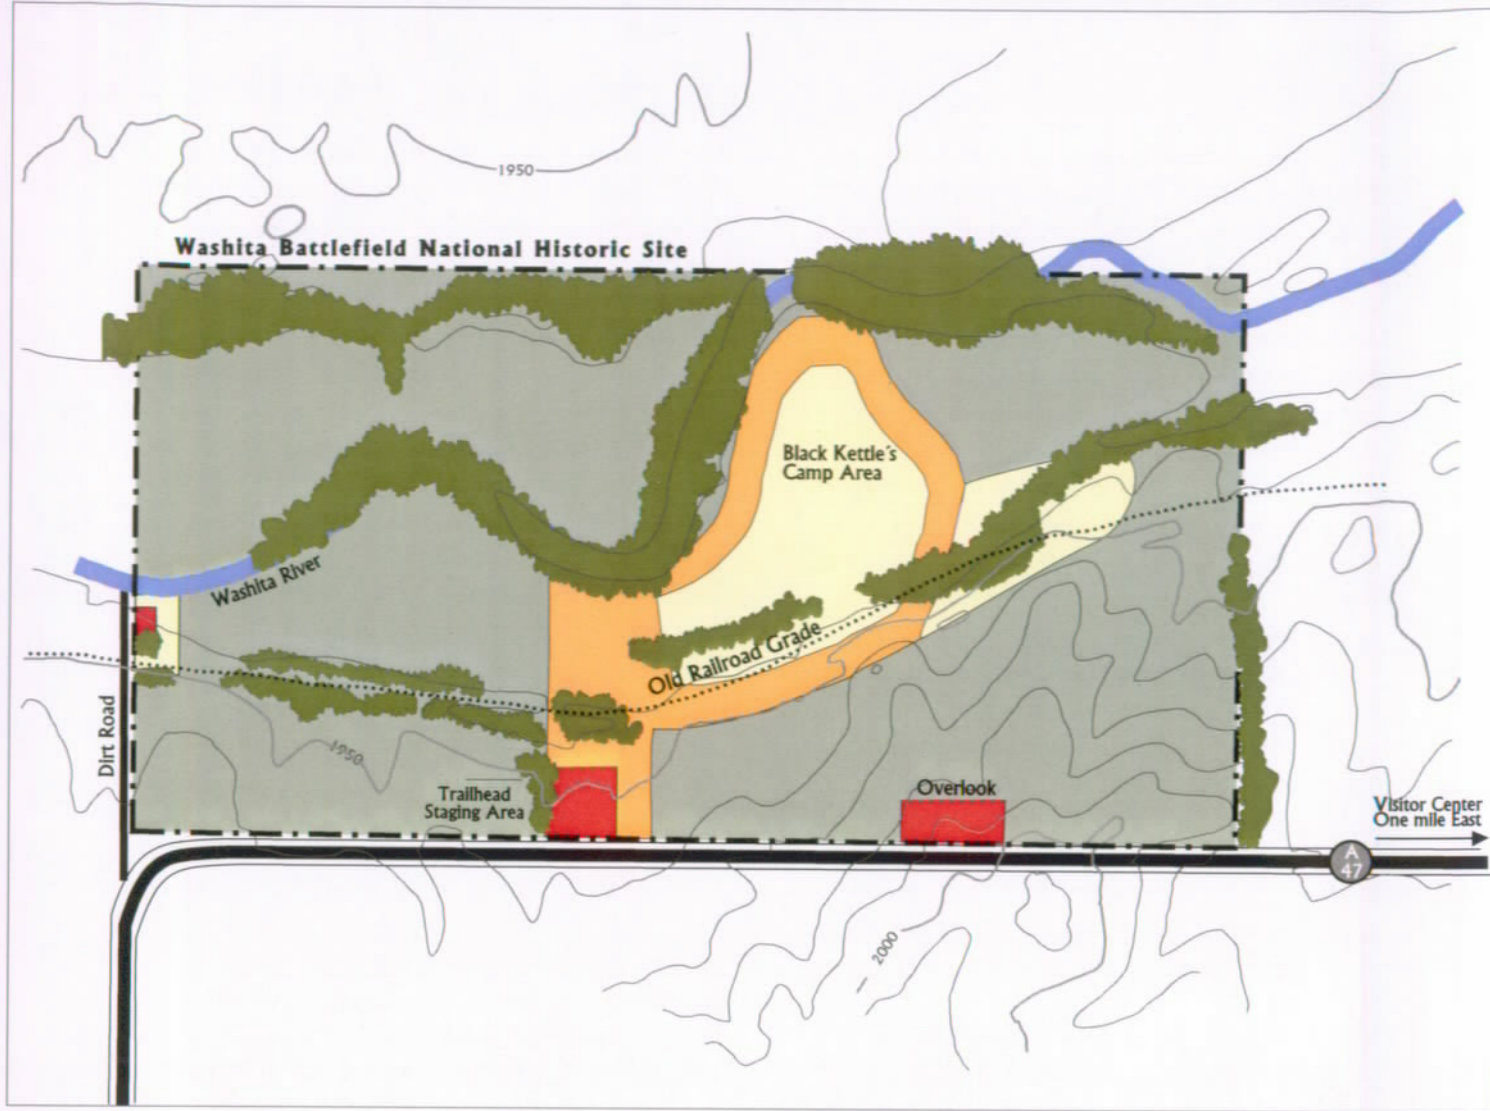 1950
Washita Battlefield National Historic Site
Black Kettle's
Camp Area
Washita River
Old Railroad Grade
Dirt Road
1950
Trailhead
Staging Area
Overlook
Visitor Center
One mile East
A
47
2000